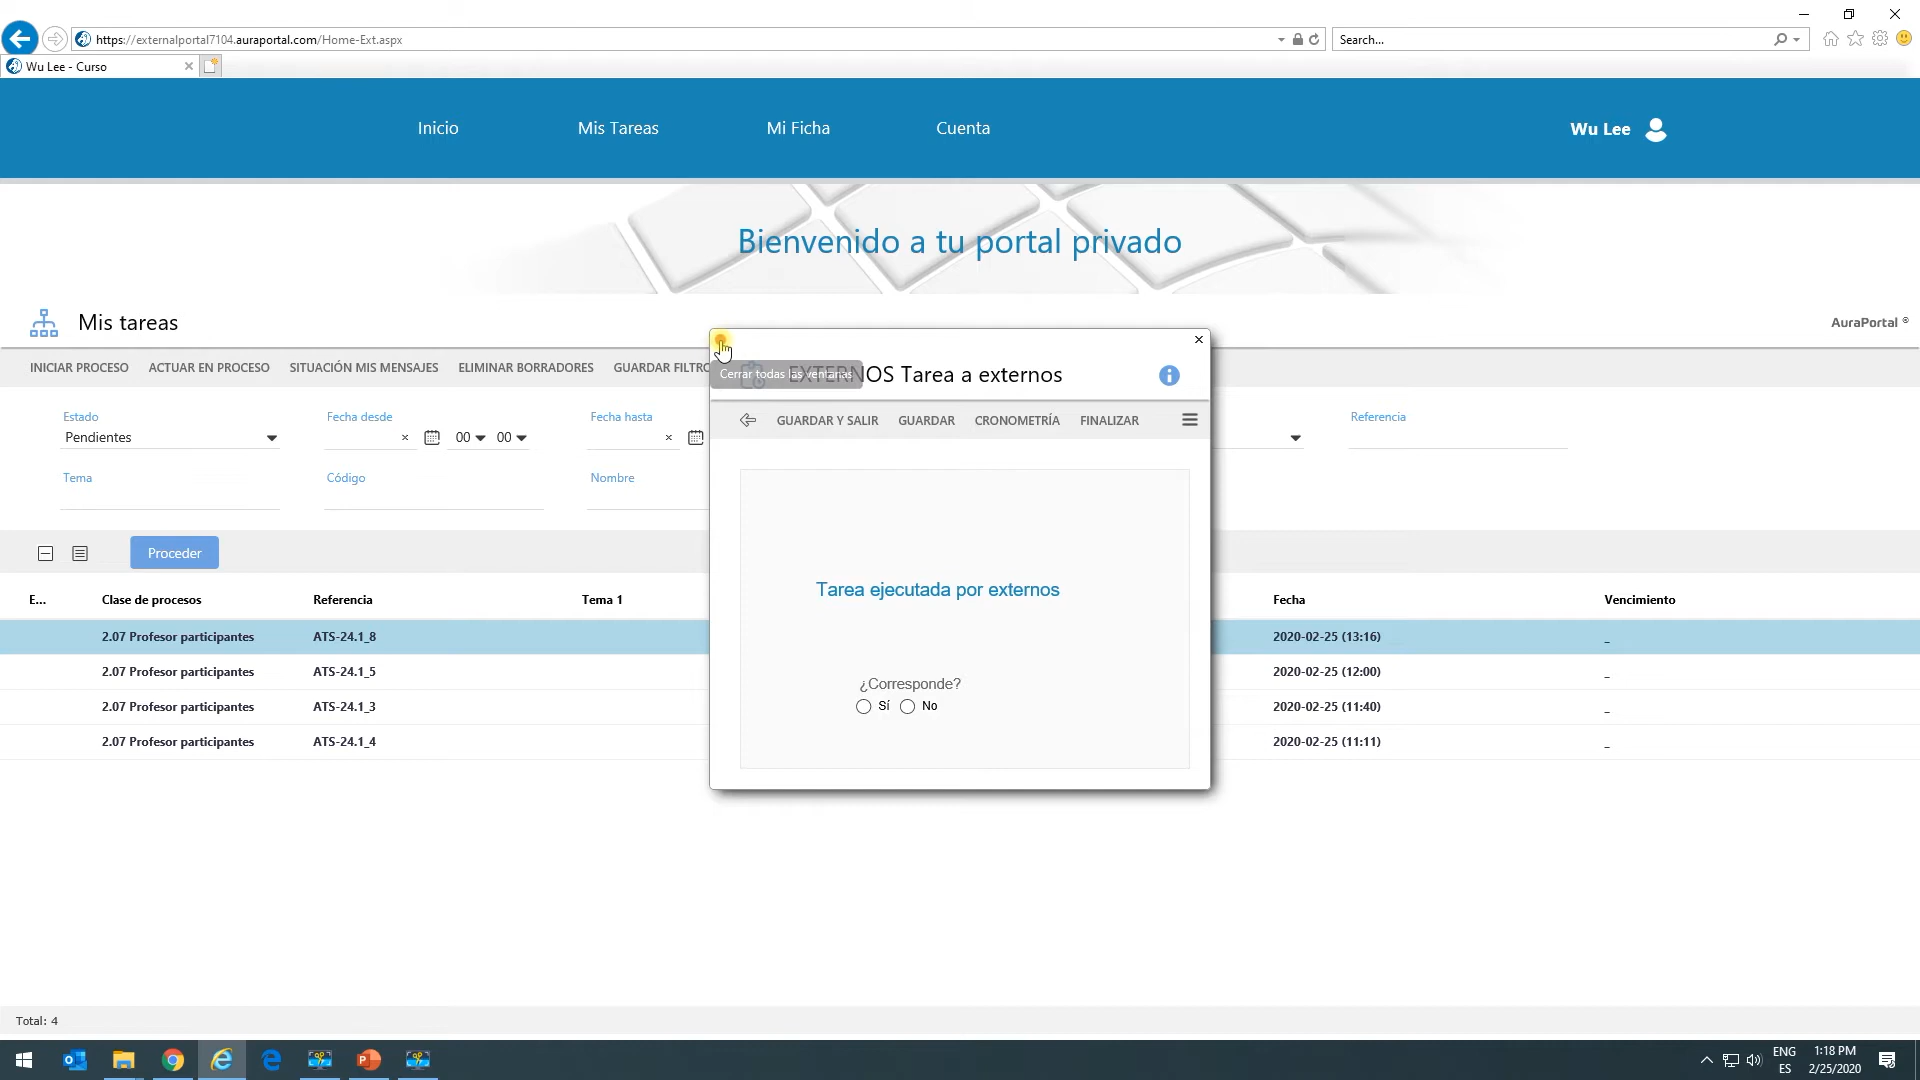 https://externalportal7104.auraportal.com/Home-Ext.aspx
Search...
Wu Lee - Curso
Inicio
Mis Tareas
Mi Ficha
Cuenta
Wu Lee
Bienvenido a tu portal privado
Mis tareas
AuraPortal ®
INICIAR PROCESO
ACTUAR EN PROCESO
SITUACIÓN MIS MENSAJES
ELIMINAR BORRADORES
GUARDAR FILTRO
Estado
Fecha desde
Fecha hasta
Referencia
Pendientes
00
00
Tema
Código
Nombre
Cerrar todas las ventanas
EXTERNOS Tarea a externos
GUARDAR Y SALIR
GUARDAR
CRONOMETRÍA
FINALIZAR
Tarea ejecutada por externos
¿Corresponde?
Sí
No
Proceder
E...
Clase de procesos
Referencia
Tema 1
Fecha
Vencimiento
2.07 Profesor participantes
ATS-24.1_8
2020-02-25 (13:16)
_
2.07 Profesor participantes
ATS-24.1_5
2020-02-25 (12:00)
_
2.07 Profesor participantes
ATS-24.1_3
2020-02-25 (11:40)
_
2.07 Profesor participantes
ATS-24.1_4
2020-02-25 (11:11)
_
Total: 4
ENG
ES
1:18 PM
2/25/2020